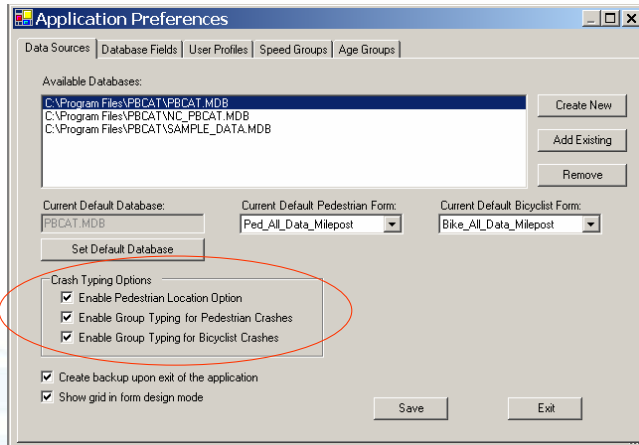 Application Preferences
Data Sources Database Fields User Profiles Speed Groups Age Groups
Available Databases:
C:\Program Files\PBCAT\PBCAT.MDB
C:\Program Files\PBCAT\NC_PBCAT.MDB
C:\Program Files\PBCAT\SAMPLE_DATA.MDB
Create New
Add Existing
Remove
Current Default Database: Current Default Pedestrian Form: Current Default Bicyclist Form:
PBCAT.MDB Ped_All_Data_Milepost Bike_All_Data_Milepost
Set Default Database
Crash Typing Options
Enable Pedestrian Location Option
Enable Group Typing for Pedestrian Crashes
Enable Group Typing for Bicyclist Crashes
Create backup upon exit of the application
Show grid in form design mode
Save Exit